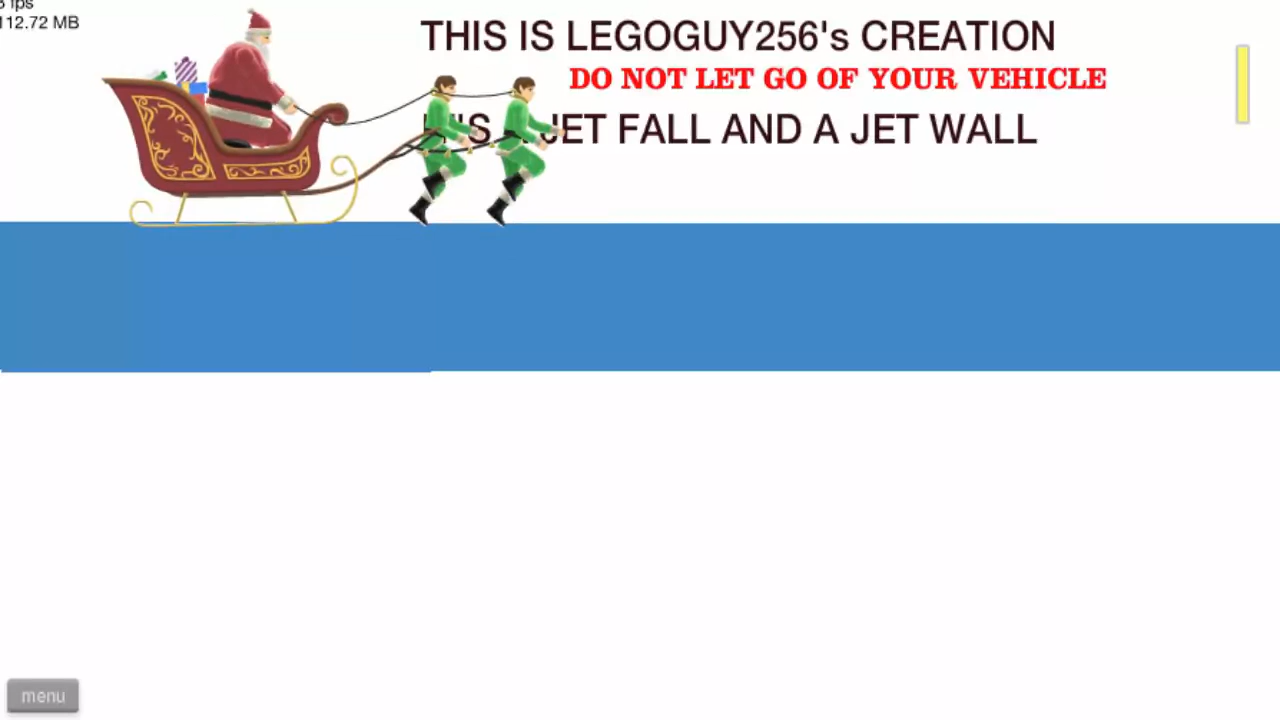 fps
112.72 MB
THIS IS LEGOGUY256's CREATION
DO NOT LET GO OF YOUR VEHICLE
JET FALL AND A JET WALL
menu